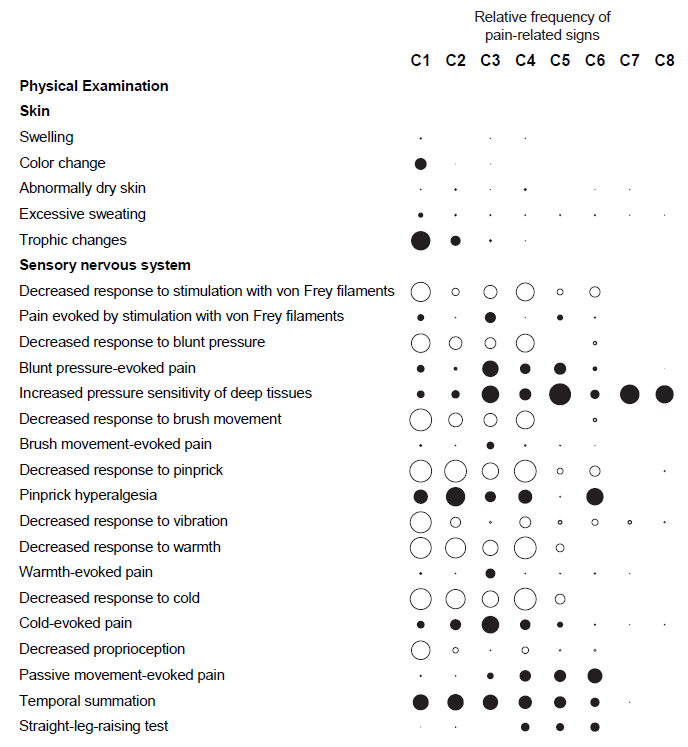 Relative frequency of
pain-related signs
C1 C2 C3 C4 C5 C6 C7 C8
Physical Examination
Skin
Swelling
Color change
Abnormally dry skin
Excessive sweating
Trophic changes
Sensory nervous system
Decreased response to stimulation with von Frey filaments
Pain evoked by stimulation with von Frey filaments
Decreased response to blunt pressure
Blunt pressure-evoked pain
Increased pressure sensitivity of deep tissues
Decreased response to brush movement
Brush movement-evoked pain
Decreased response to pinprick
Pinprick hyperalgesia
Decreased response to vibration
Decreased response to warmth
Warmth-evoked pain
Decreased response to cold
Cold-evoked pain
Decreased proprioception
Passive movement-evoked pain
Temporal summation
Straight-leg-raising test